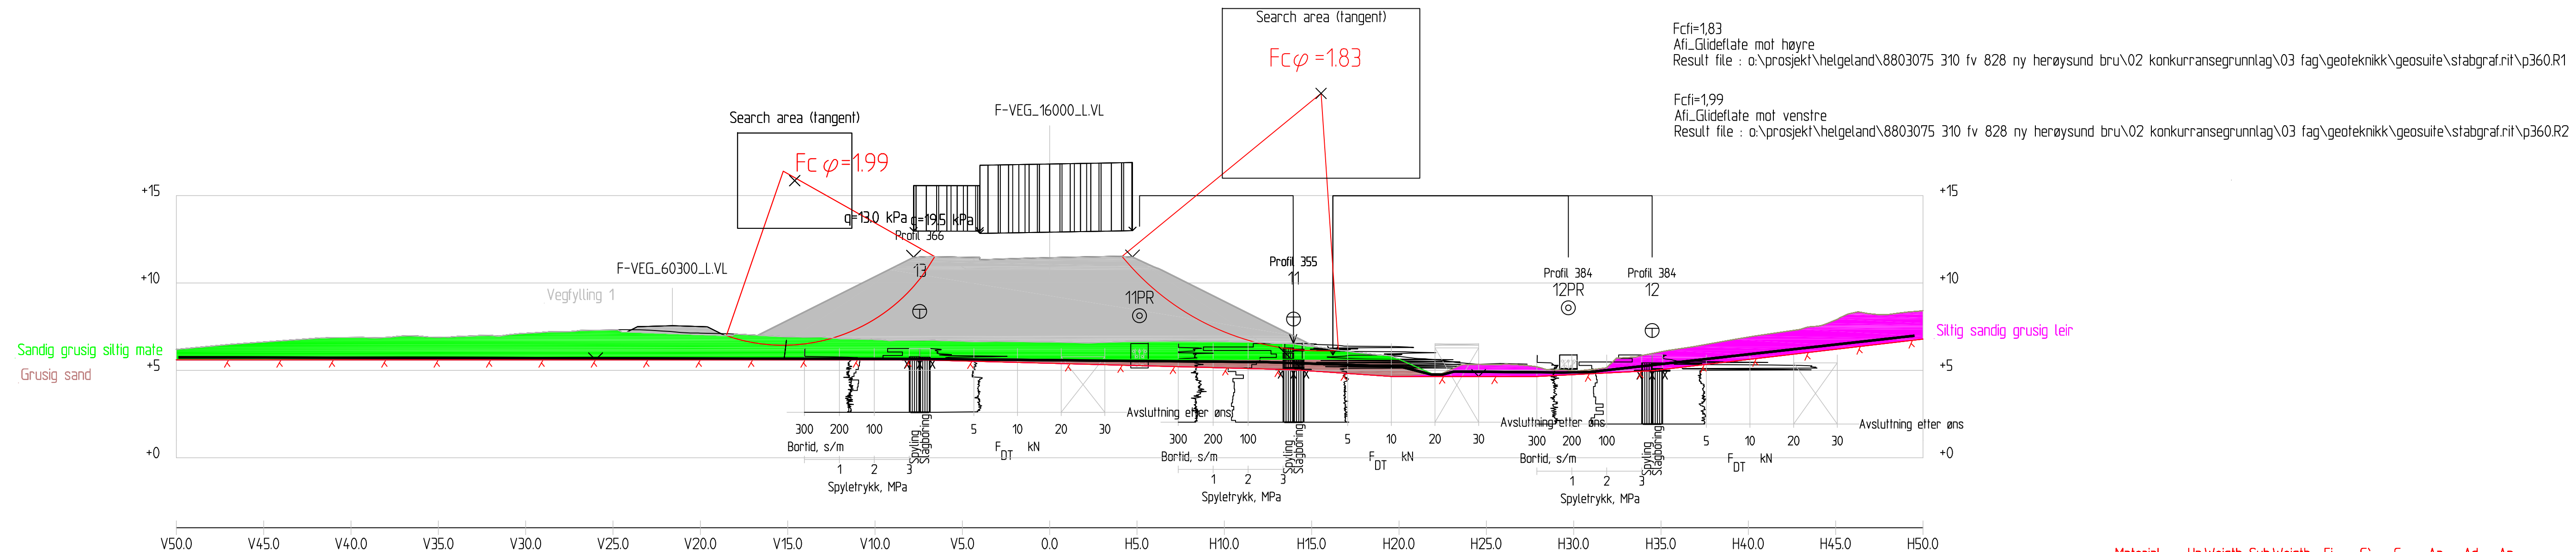 Search area (tangent)
Fcφ=1.83
Fcfi=1,83
Afi_Glideflate mot høyre
Result file : o:\prosjekt\helgeland\8803075 310 fv 828 ny herøysund bru\02 konkurransegrunnlag\03 fag\geoteknikk\geosuite\stabgraf.rit\p360.R1
Fcfi=1,99
Afi_Glideflate mot venstre
Result file : o:\prosjekt\helgeland\8803075 310 fv 828 ny herøysund bru\02 konkurransegrunnlag\03 fag\geoteknikk\geosuite\stabgraf.rit\p360.R2
Search area (tangent)
F-VEG_16000_L.VL
Fcφ=1.99
+15 +15
q=13.0 kPa q=19.5 kPa
Profil 366
13
F-VEG_60300_L.VL
Vegfylling 1
Profil 355
11
11PR
Profil 384 Profil 384
12PR 12
+10 +10
Siltig sandig grusig leir
Sandig grusig siltig mate
Grusig sand
+5 +5
Avsluttning etter øns Avsluttning etter øns Avsluttning etter øns
300 200 100 Spyling Slagboring 5 10 20 30
Bortid, s/m F DT kN
1 2 3
Spyletrykk, MPa
300 200 100 Spyling Slagboring 5 10 20 30
Bortid, s/m F DT kN
1 2 3
Spyletrykk, MPa
300 200 100 Spyling Slagboring 5 10 20 30
Bortid, s/m F DT kN
1 2 3
Spyletrykk, MPa
+0 +0
V50.0 V45.0 V40.0 V35.0 V30.0 V25.0 V20.0 V15.0 V10.0 V5.0 0.0 H5.0 H10.0 H15.0 H20.0 H25.0 H30.0 H35.0 H40.0 H45.0 H50.0